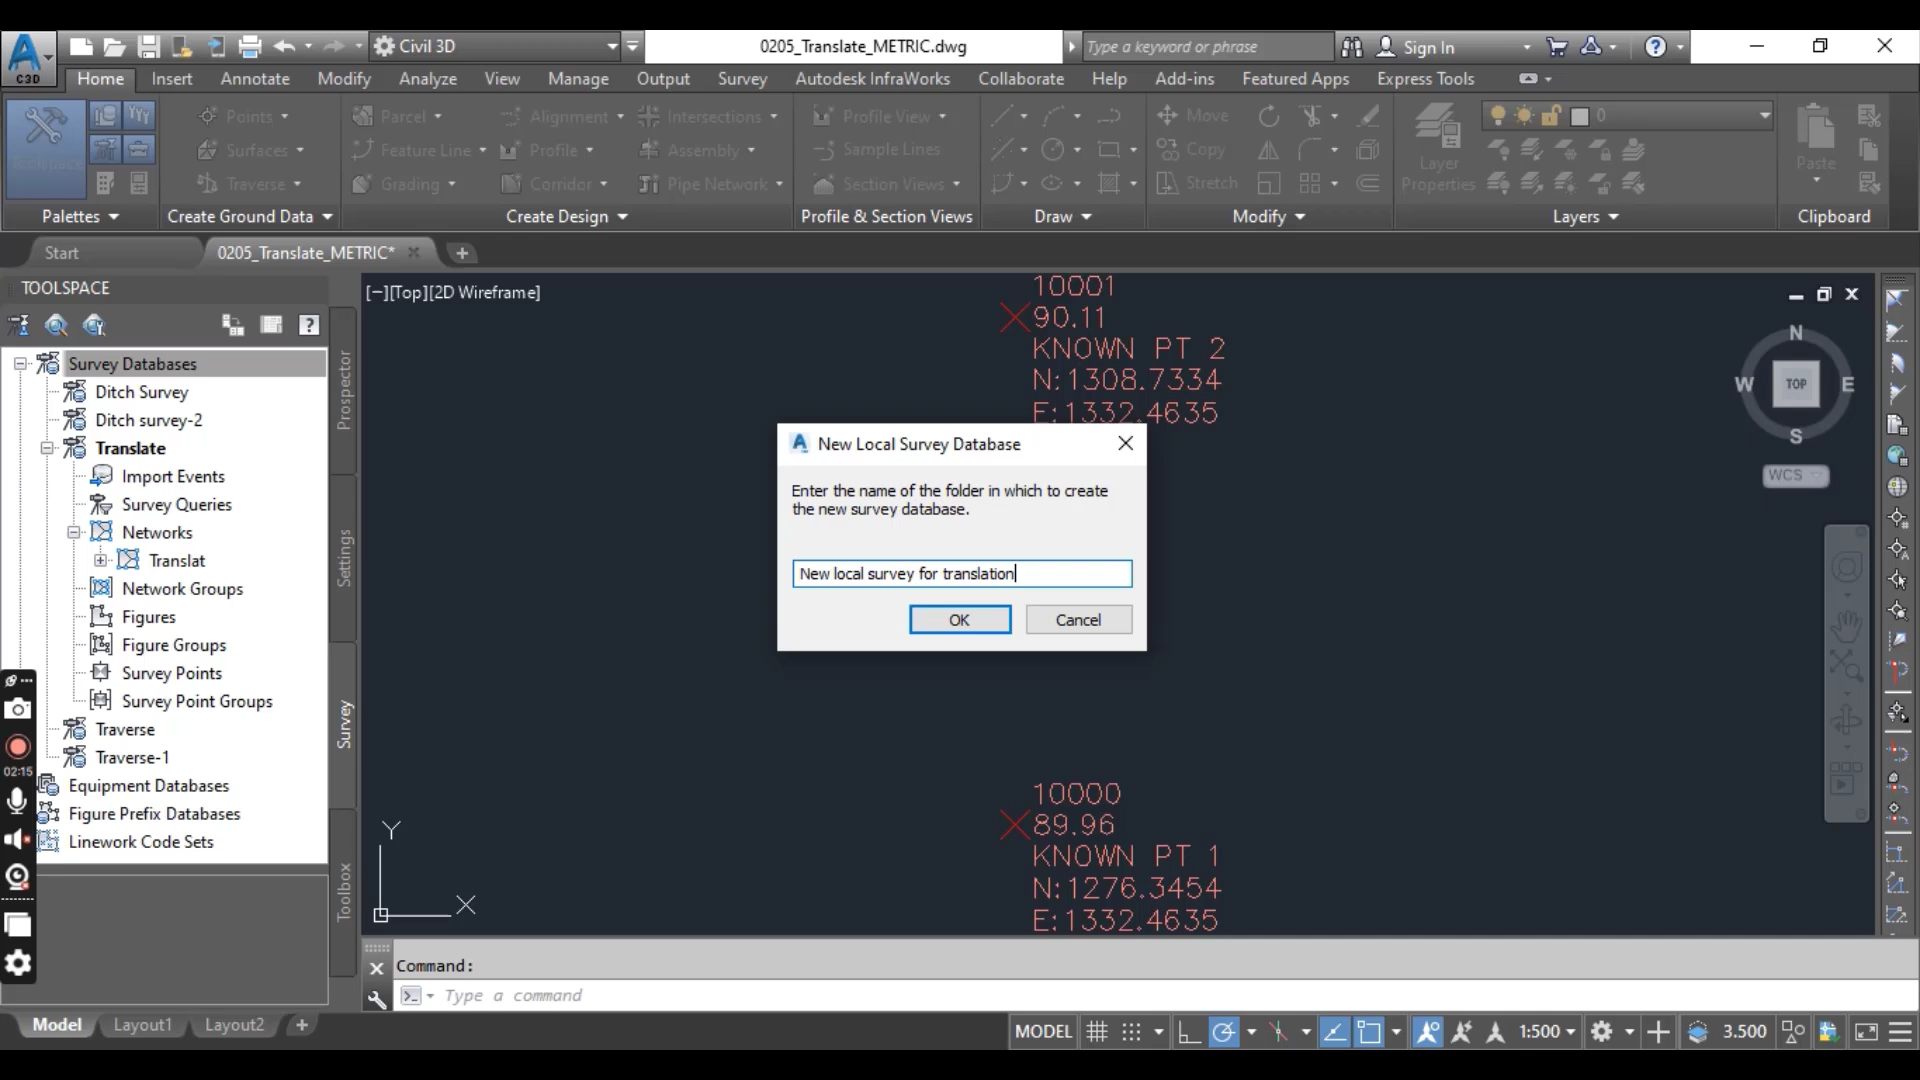 C3D
Civil 3D
0205_Translate_METRIC.dwg
Type a keyword or phrase
Sign In
Home Insert Annotate Modify Analyze View Manage Output Survey Autodesk InfraWorks Collaborate Help Add-ins Featured Apps Express Tools
Points Parcel Alignment Intersections Profile View Move 0
Surfaces Feature Line Profile Assembly Sample Lines Copy Layer Paste
Traverse Grading Corridor Pipe Network Section Views Stretch Properties
Palettes Create Ground Data Create Design Profile & Section Views Draw Modify Layers Clipboard
Start 0205_Translate_METRIC*
TOOLSPACE
Survey Databases
Ditch Survey
Ditch survey-2
Translate
Import Events
Survey Queries
Networks
Translat
Network Groups
Figures
Figure Groups
Survey Points
Survey Point Groups
Traverse
Traverse-1
Equipment Databases
Figure Prefix Databases
Linework Code Sets
02:15
Prospector
Settings
Survey
Toolbox
[−][Top][2D Wireframe]
10001
90.11
KNOWN PT 2
N:1308.7334
E:1332.4635
N
W TOP E
S
WCS
New Local Survey Database
Enter the name of the folder in which to create
the new survey database.
New local survey for translation
OK Cancel
10000
89.96
KNOWN PT 1
N:1276.3454
E:1332.4635
Y
X
Command:
Type a command
Model Layout1 Layout2
MODEL 1:500 3.500